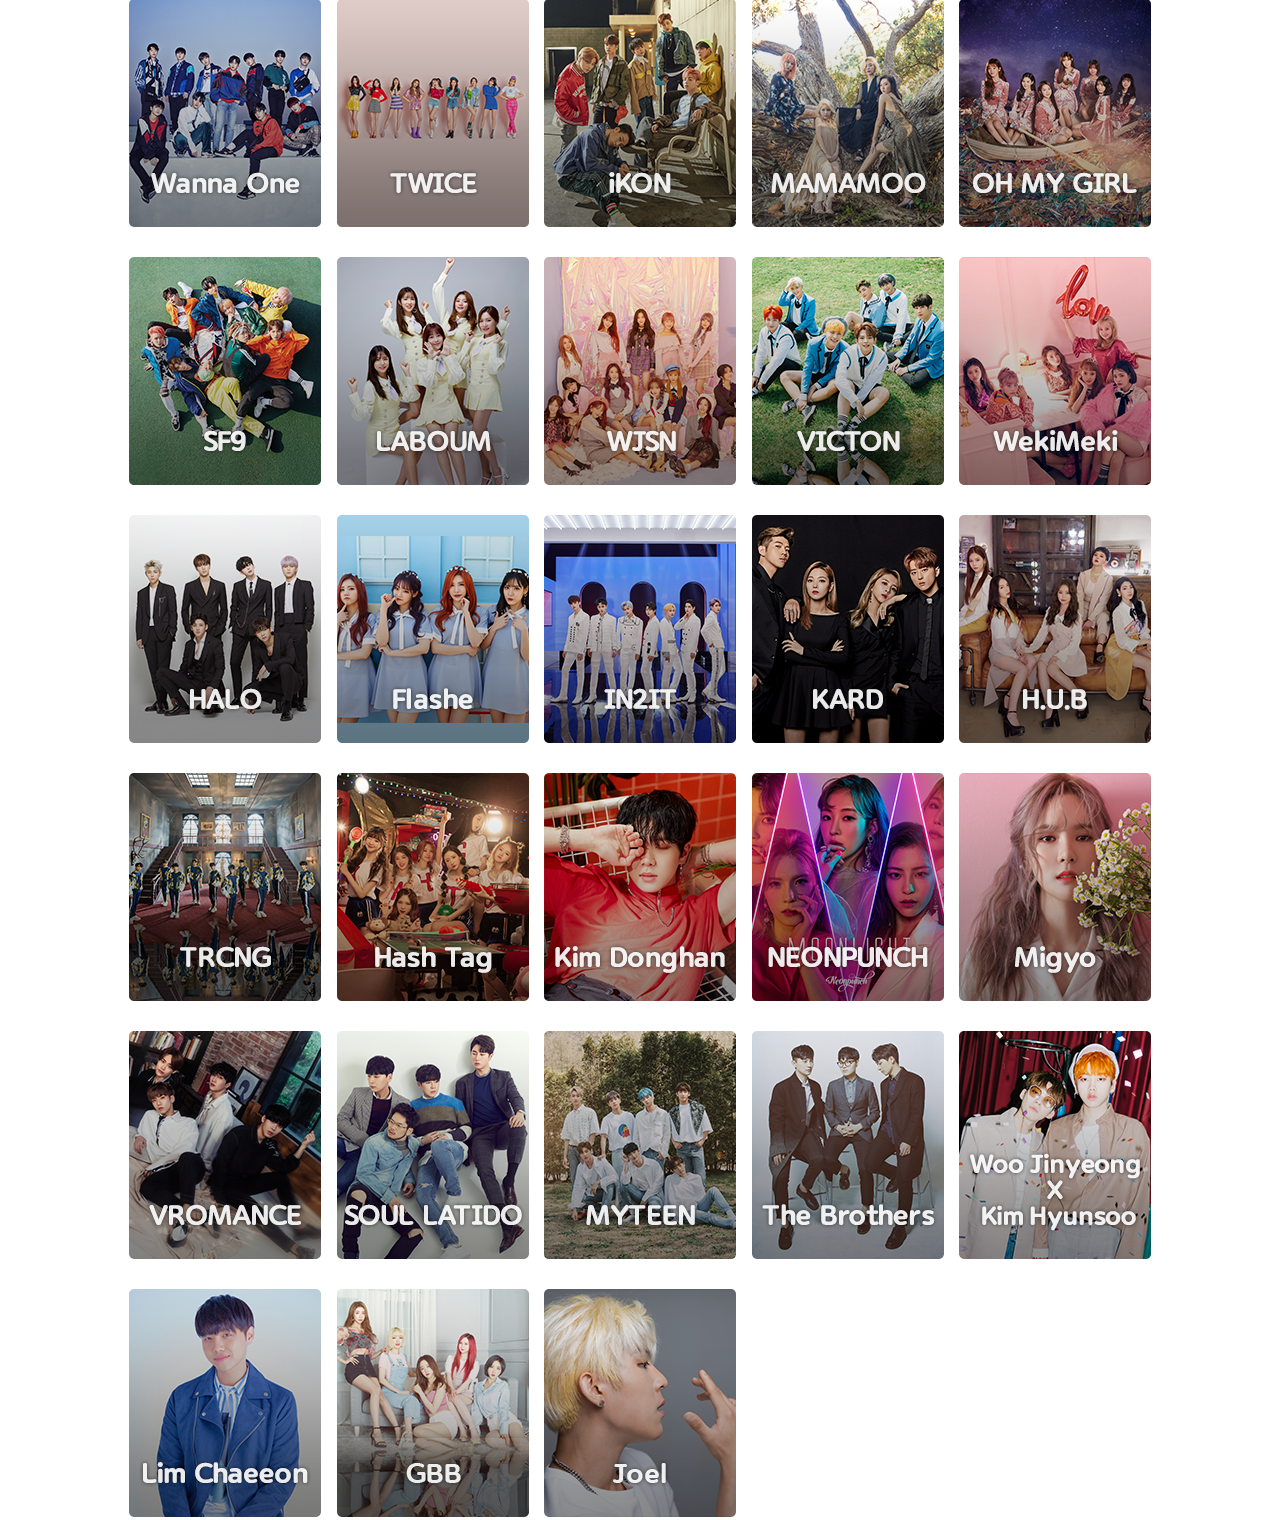 Wanna One
TWICE
iKON
MAMAMOO
OH MY GIRL
SF9
LABOUM
WJSN
VICTON
WekiMeki
HALO
Flashe
IN2IT
KARD
H.U.B
TRCNG
Hash Tag
Kim Donghan
MOONLIGHT
NEONPUNCH
Neonpunch
Migyo
VROMANCE
SOUL LATIDO
MYTEEN
The Brothers
Woo Jinyeong
X
Kim Hyunsoo
Lim Chaeeon
GBB
Joel